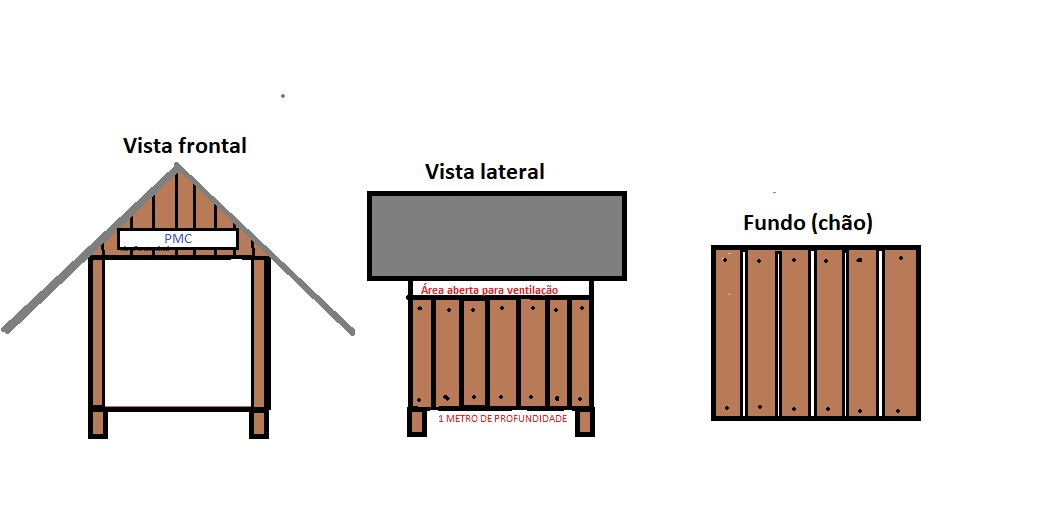 Vista frontal
PMC
Vista lateral
Área aberta para ventilação
1 METRO DE PROFUNDIDADE
Fundo (chão)